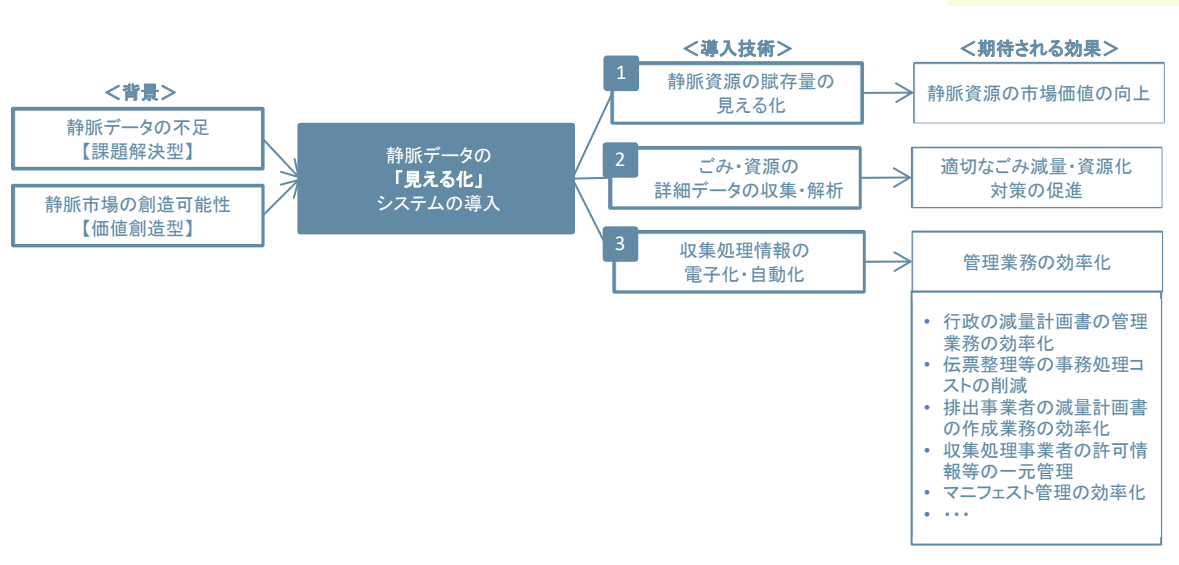 ＜背景＞
静脈データの不足
【課題解決型】
静脈市場の創造可能性
【価値創造型】
静脈データの
「見える化」
システムの導入
＜導入技術＞
1
静脈資源の賦存量の
見える化
2
ごみ・資源の
詳細データの収集・解析
3
収集処理情報の
電子化・自動化
＜期待される効果＞
静脈資源の市場価値の向上
適切なごみ減量・資源化
対策の促進
管理業務の効率化
• 行政の減量計画書の管理
業務の効率化
• 伝票整理等の事務処理コ
ストの削減
• 排出事業者の減量計画書
の作成業務の効率化
• 収集処理事業者の許可情
報等の一元管理
• マニフェスト管理の効率化
• ・・・